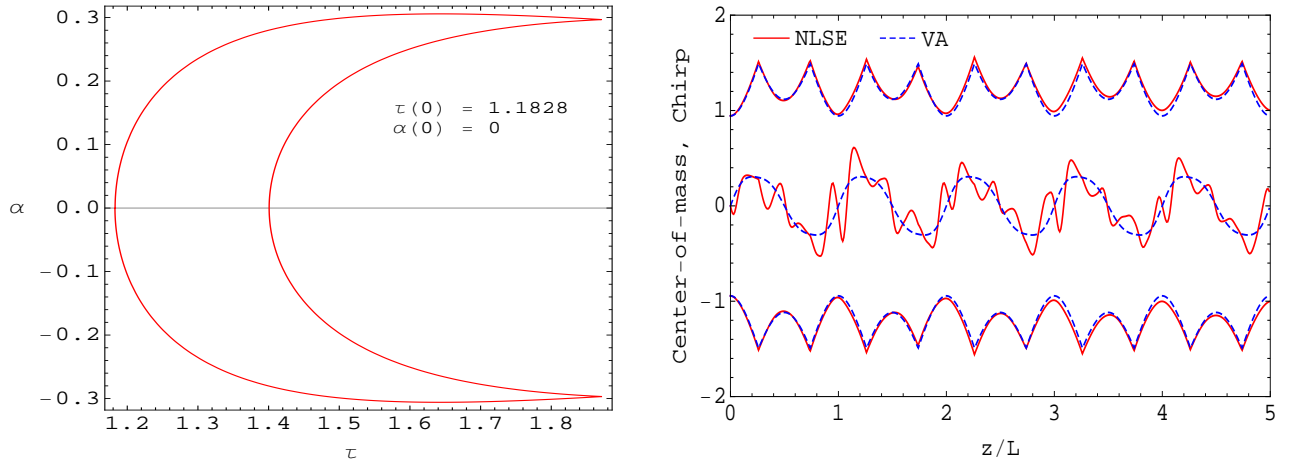 0.3
0.2
0.1
0.0
−0.1
−0.2
−0.3
α
τ(0) = 1.1828
α(0) = 0
1.2 1.3 1.4 1.5 1.6 1.7 1.8
τ
Center-of-mass, Chirp
2
1
0
−1
−2
NLSE VA
0 1 2 3 4 5
z/L